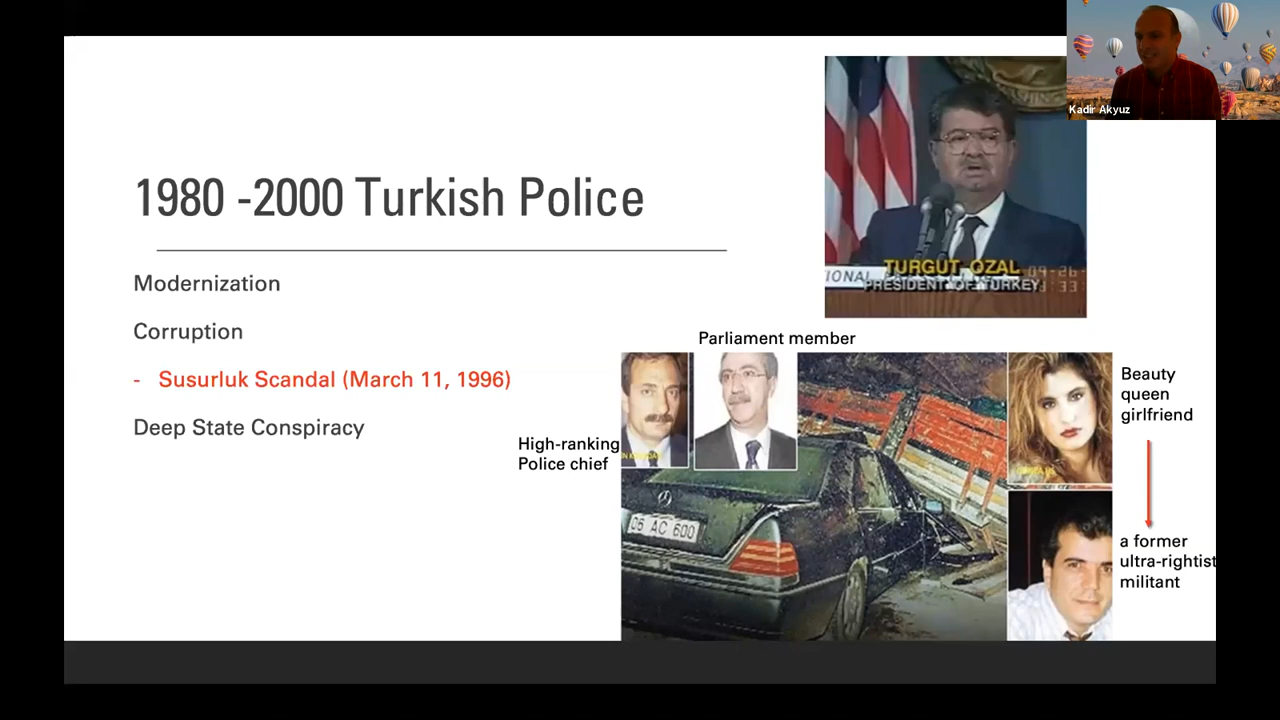 Kadir Akyuz
1980 -2000 Turkish Police
TURGUT OZAL
PRESIDENT OF TURKEY
Modernization
Corruption
- Susurluk Scandal (March 11, 1996)
Deep State Conspiracy
Parliament member
High-ranking
Police chief
06 AC 600
Beauty
queen
girlfriend
a former
ultra-rightist
militant